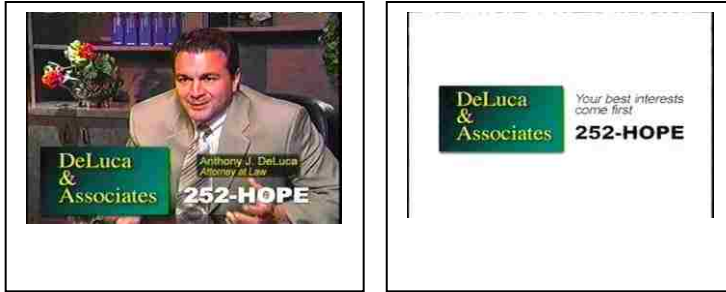 DeLuca
&
Associates
Anthony J. DeLuca
Attorney at Law
252-HOPE
DeLuca
&
Associates
Your best interests
come first
252-HOPE